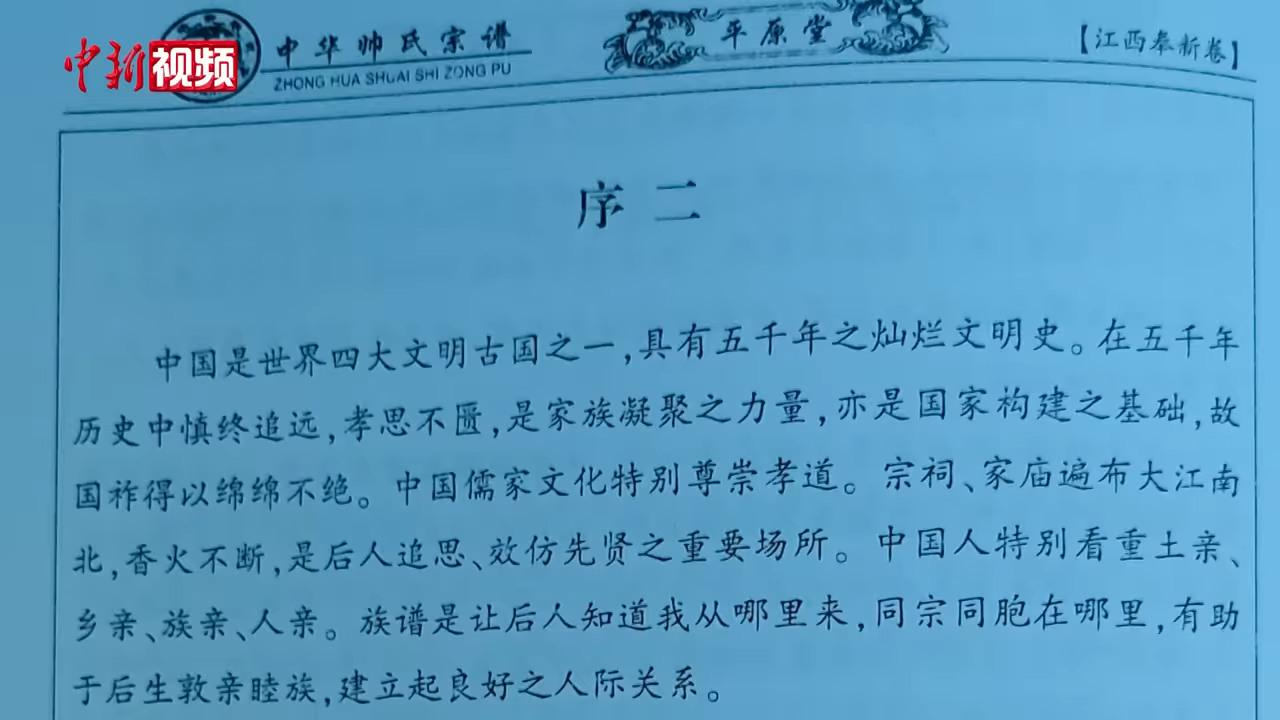 中新视频
中华帅氏宗谱
ZHONG HUA SHUAI SHI ZONG PU
平原堂
【江西奉新卷】
序 二
中国是世界四大文明古国之一，具有五千年之灿烂文明史。在五千年
历史中慎终追远，孝思不匮，是家族凝聚之力量，亦是国家构建之基础，故
国祚得以绵绵不绝。中国儒家文化特别尊崇孝道。宗祠、家庙遍布大江南
北，香火不断，是后人追思、效仿先贤之重要场所。中国人特别看重土亲、
乡亲、族亲、人亲。族谱是让后人知道我从哪里来，同宗同胞在哪里，有助
于后生敦亲睦族，建立起良好之人际关系。